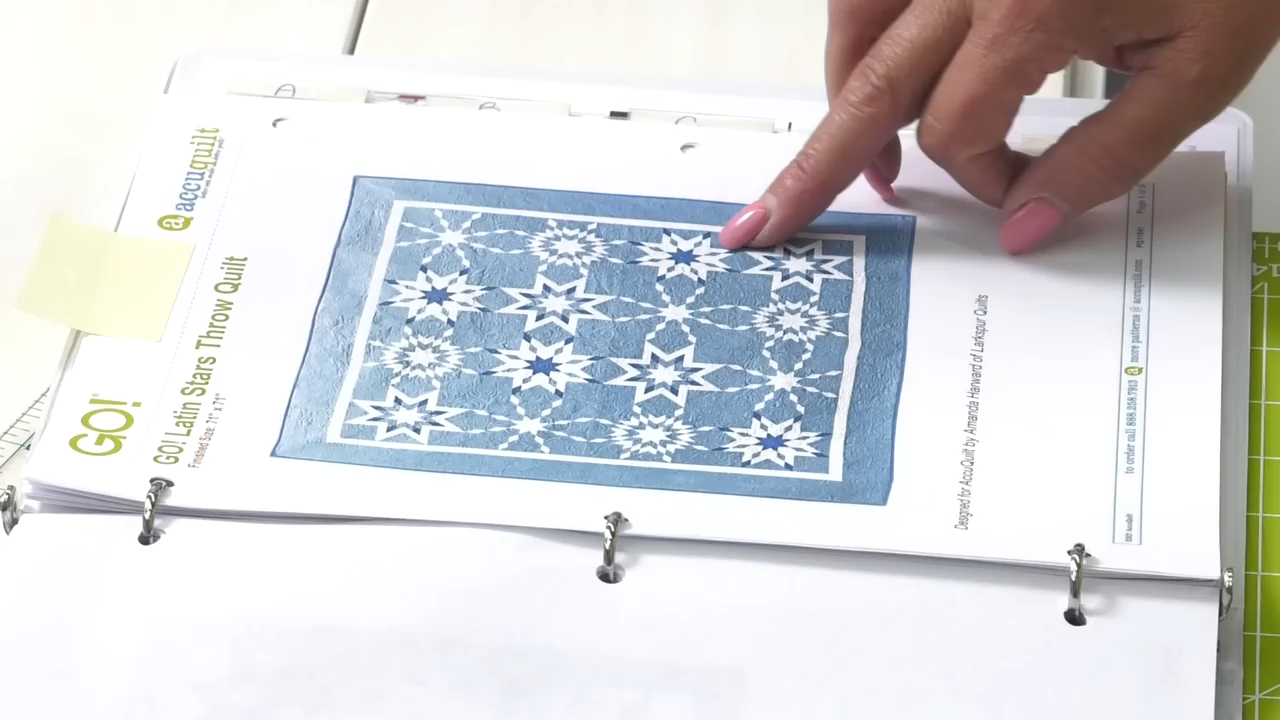 GO!
a accuquilt
GO! Latin Stars Throw Quilt
Finished Size: 71" x 71"
Designed for AccuQuilt by Amanda Harward of Larkspur Quilts
to order call 888.258.7913 a more patterns @ accuquilt.com
14